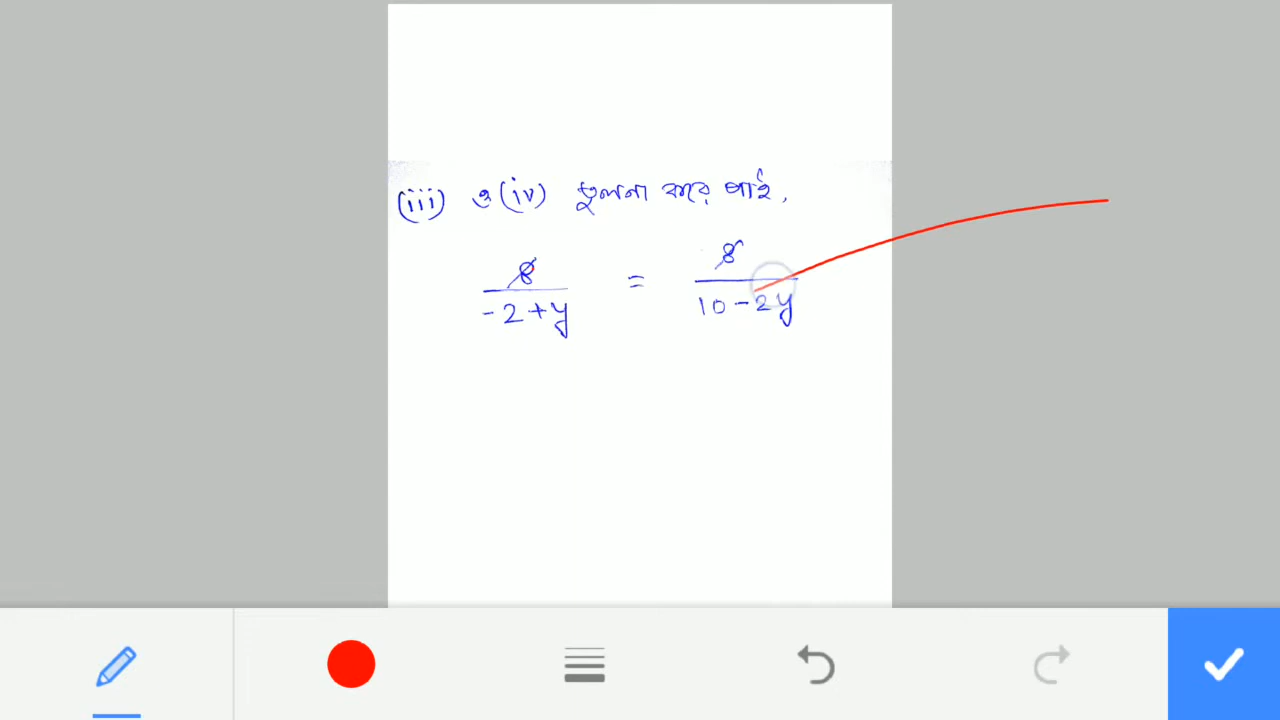 (iii) ও (iv) তুলনা করে পাই,
8/(-2+y) = 8/(10-2y)